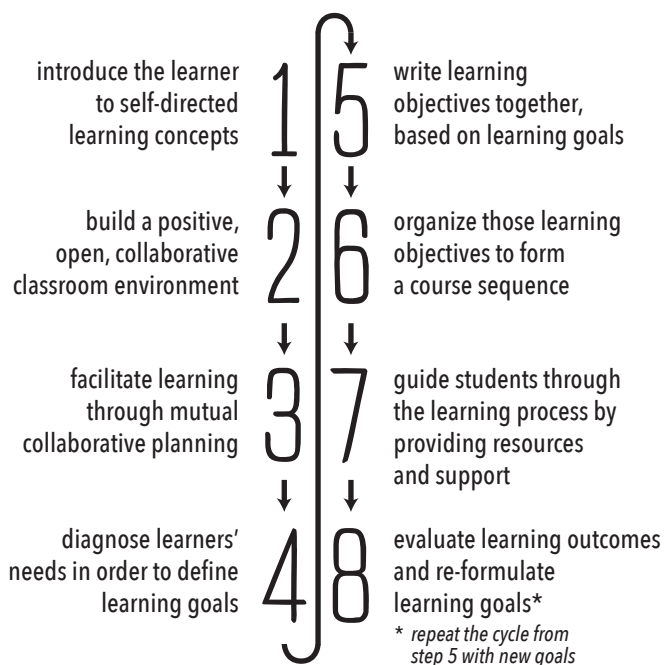 1
introduce the learner
to self-directed
learning concepts
2
build a positive,
open, collaborative
classroom environment
3
facilitate learning
through mutual
collaborative planning
4
diagnose learners'
needs in order to define
learning goals
5
write learning
objectives together,
based on learning goals
6
organize those learning
objectives to form
a course sequence
7
guide students through
the learning process by
providing resources
and support
8
evaluate learning outcomes
and re-formulate
learning goals*
* repeat the cycle from
step 5 with new goals